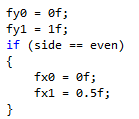 fy0 = 0f;
fy1 = 1f;
if (side == even)
{
    fx0 = 0f;
    fx1 = 0.5f;
}